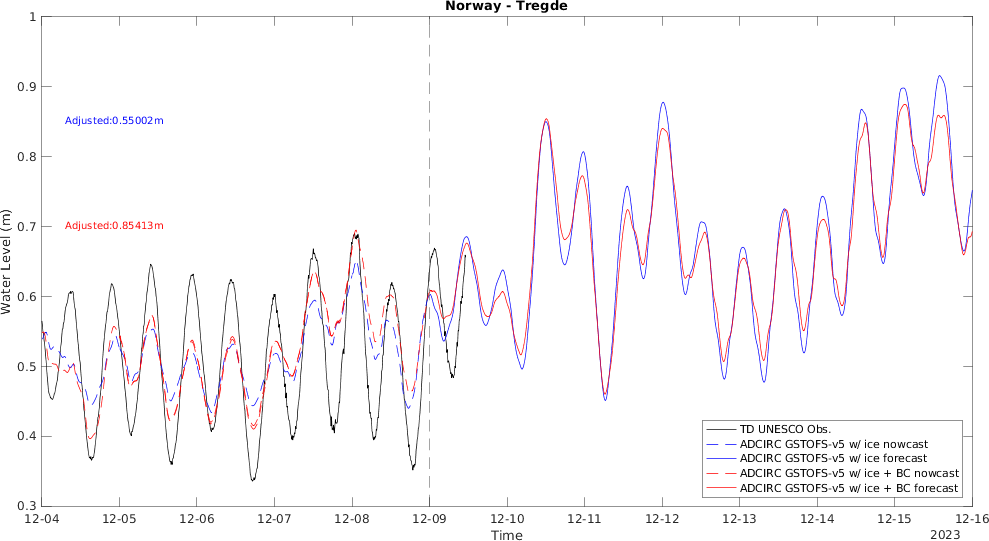 Norway - Tregde
Water Level (m)
1
0.9
0.8
0.7
0.6
0.5
0.4
0.3
Adjusted:0.55002m
Adjusted:0.85413m
TD UNESCO Obs.
ADCIRC GSTOFS-v5 w/ ice nowcast
ADCIRC GSTOFS-v5 w/ ice forecast
ADCIRC GSTOFS-v5 w/ ice + BC nowcast
ADCIRC GSTOFS-v5 w/ ice + BC forecast
12-04 12-05 12-06 12-07 12-08 12-09 12-10 12-11 12-12 12-13 12-14 12-15 12-16
Time
2023